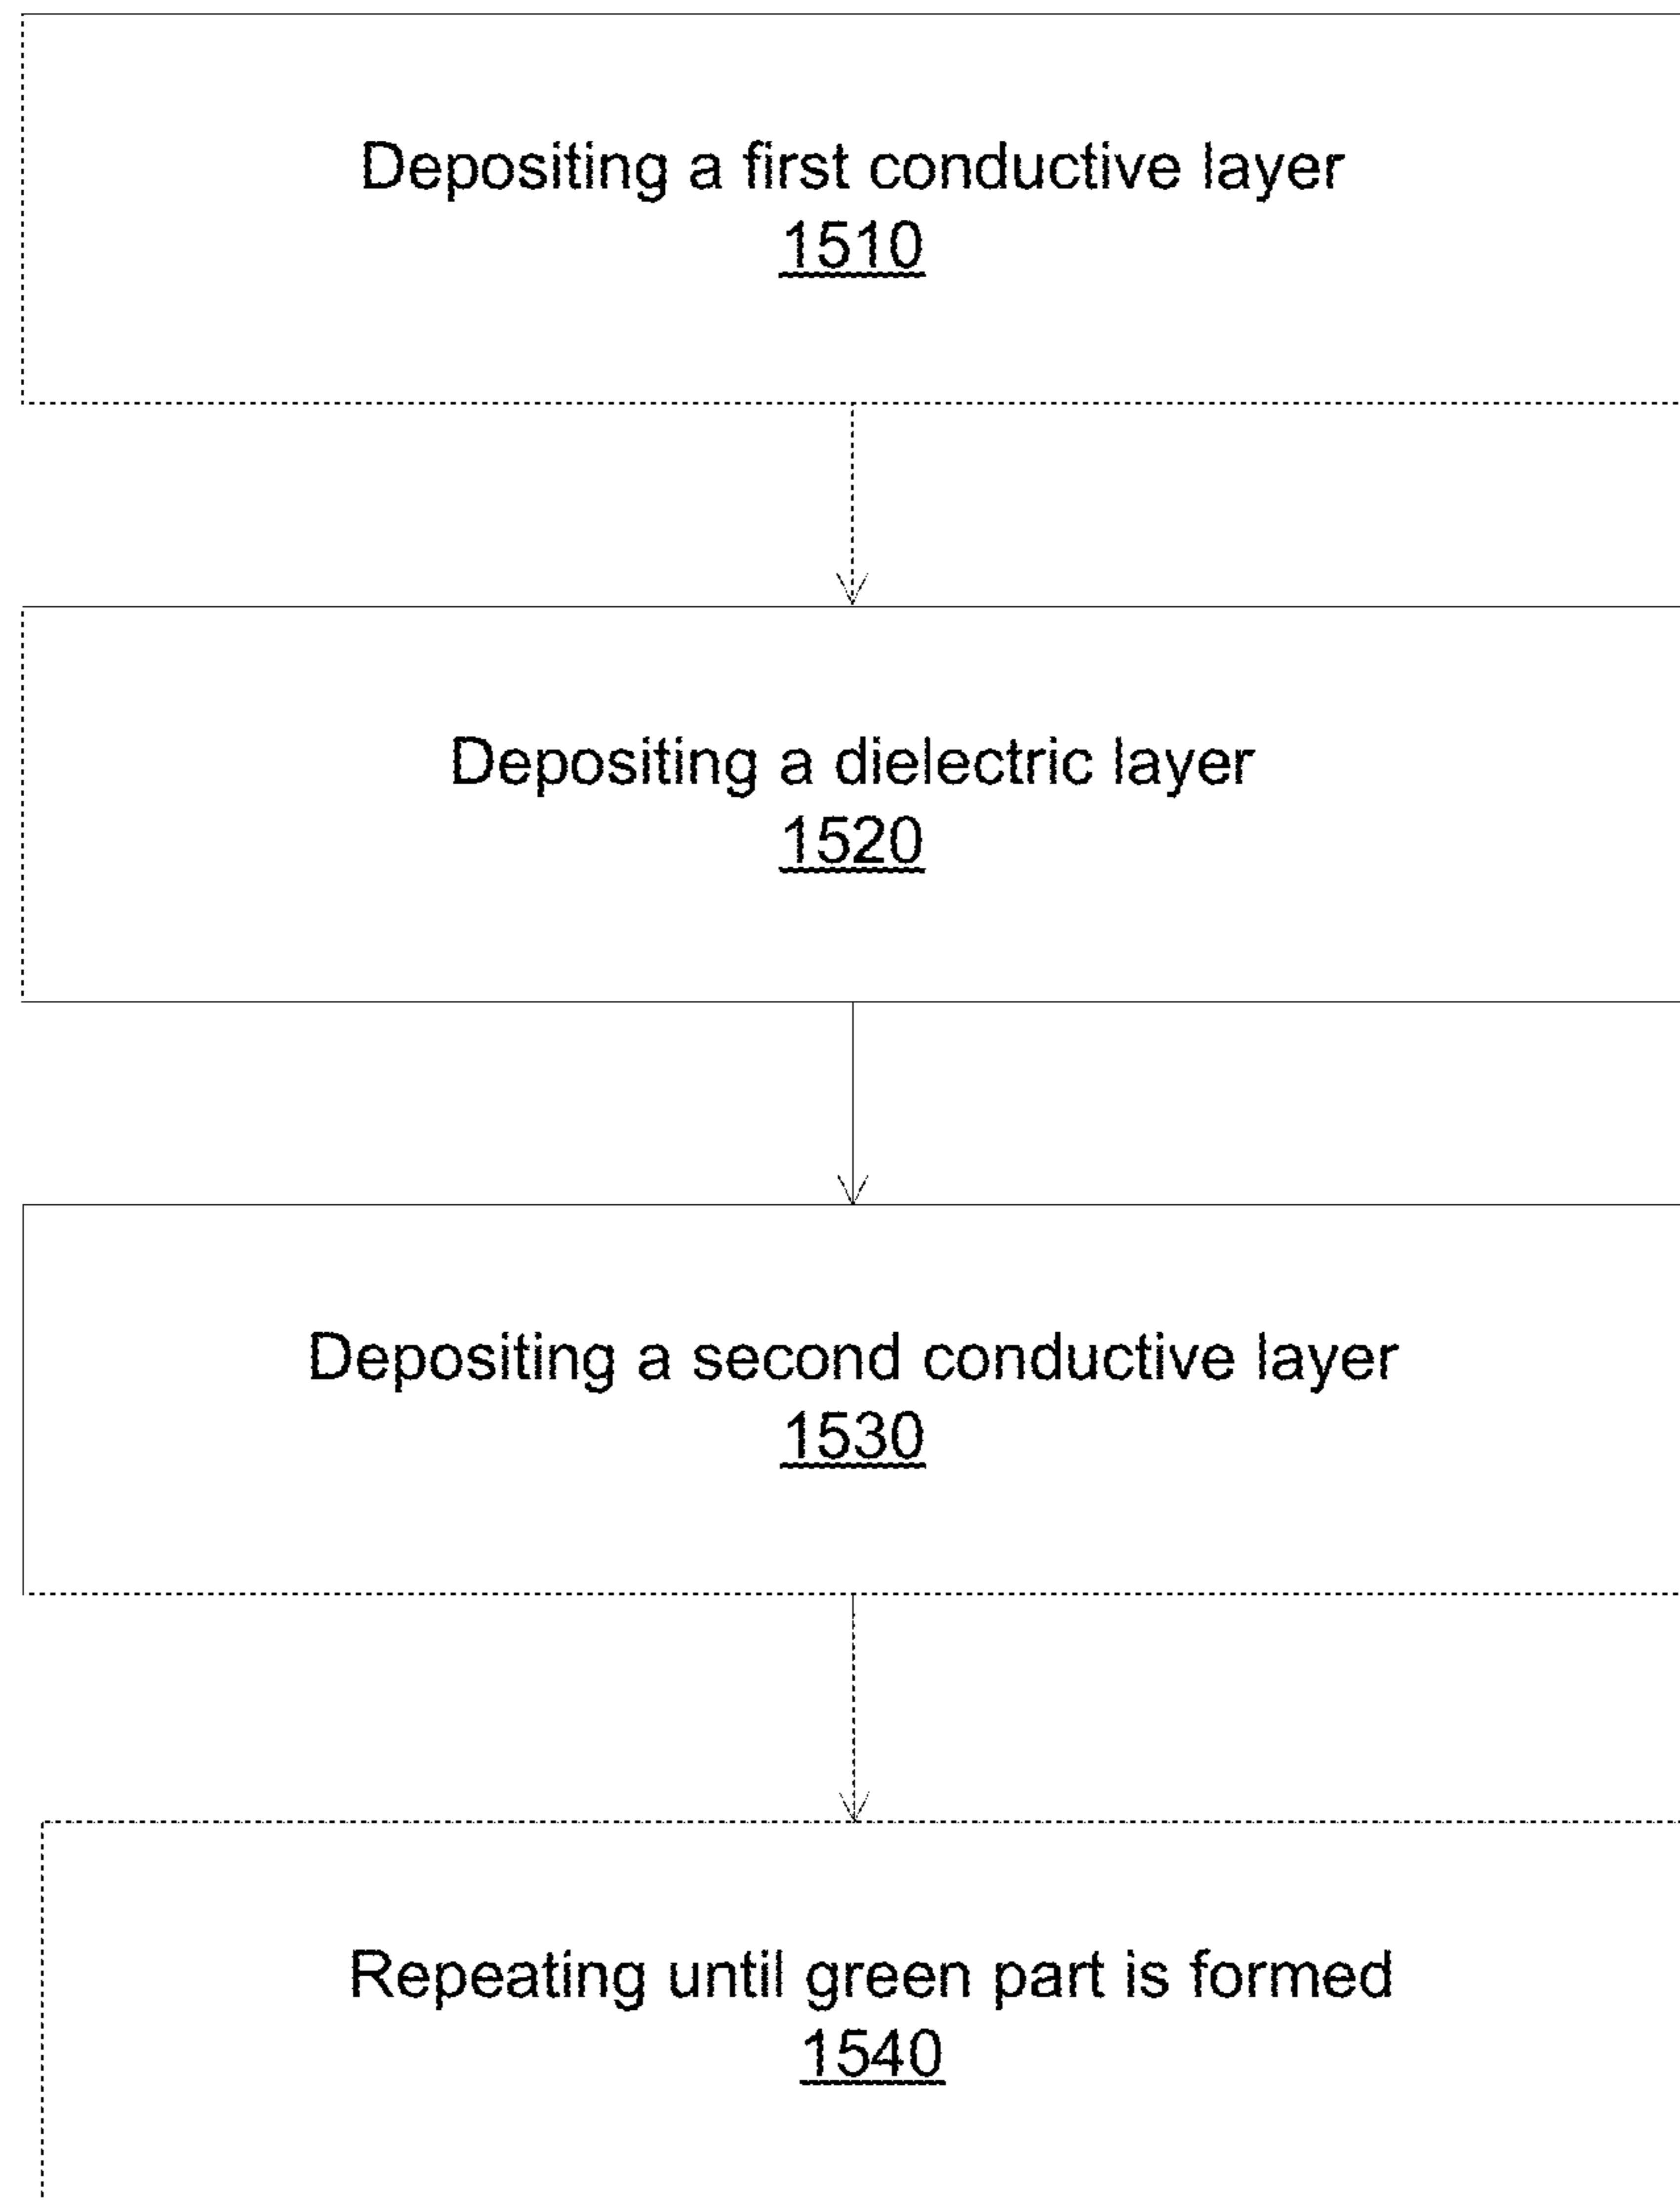 Depositing a first conductive layer
1510
Depositing a dielectric layer
1520
Depositing a second conductive layer
1530
Repeating until green part is formed
1540